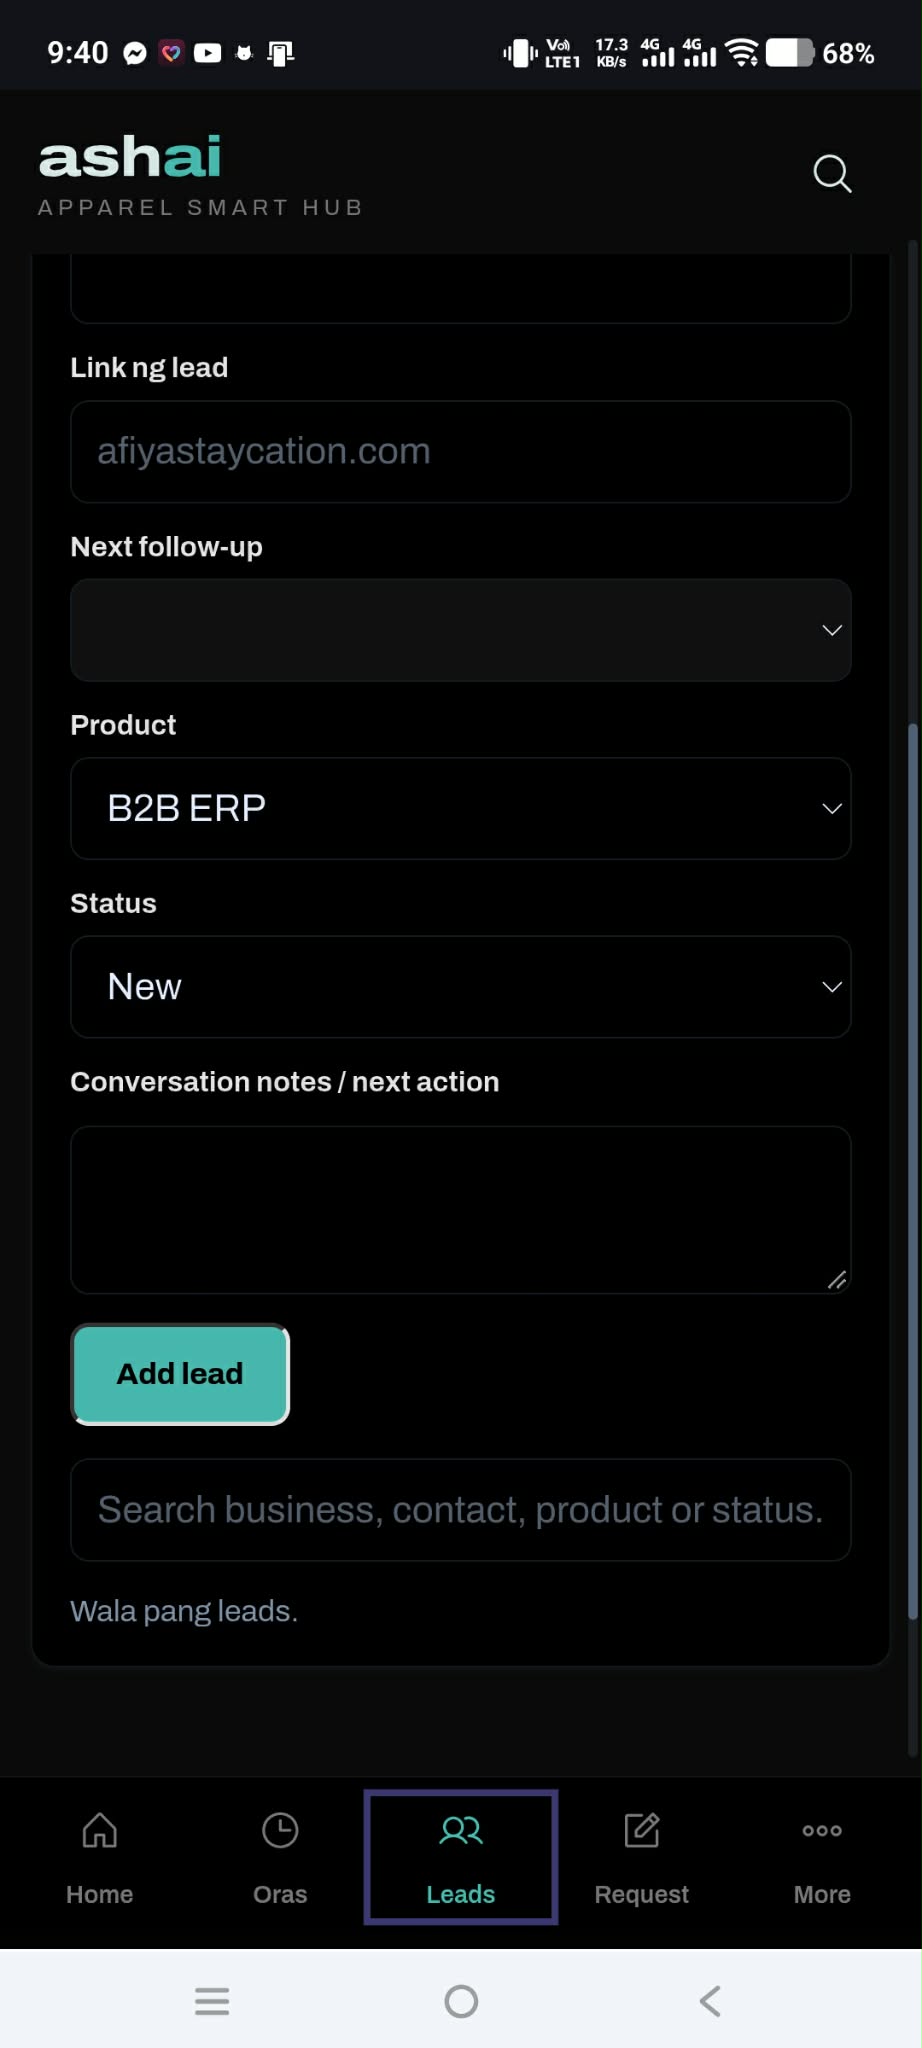 9:40
Vo) LTE1
17.3 KB/s
4G
4G
68%
ashai
APPAREL SMART HUB
Link ng lead
afiyastaycation.com
Next follow-up
Product
B2B ERP
Status
New
Conversation notes / next action
Add lead
Search business, contact, product or status.
Wala pang leads.
Home
Oras
Leads
Request
More